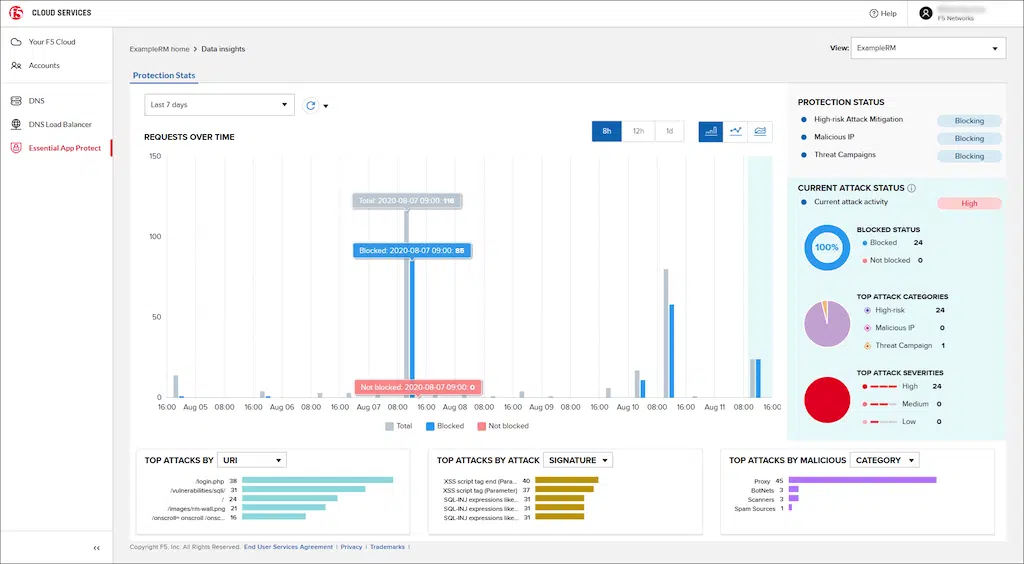 f5 CLOUD SERVICES
Help
F5 Networks
Your F5 Cloud
Accounts
DNS
DNS Load Balancer
Essential App Protect
<<
ExampleRM home > Data insights
View: ExampleRM
Protection Stats
Last 7 days
REQUESTS OVER TIME
8h 12h 1d
150
100
50
0
Total: 2020-08-07 09:00: 116
Blocked: 2020-08-07 09:00: 85
Not blocked: 2020-08-07 09:00: 0
16:00 Aug 05 08:00 16:00 Aug 06 08:00 16:00 Aug 07 08:00 16:00 Aug 08 08:00 16:00 Aug 09 08:00 16:00 Aug 10 08:00 16:00 Aug 11 08:00 16:00
Total Blocked Not blocked
PROTECTION STATUS
High-risk Attack Mitigation Blocking
Malicious IP Blocking
Threat Campaigns Blocking
CURRENT ATTACK STATUS
Current attack activity High
100%
BLOCKED STATUS
Blocked 24
Not blocked 0
TOP ATTACK CATEGORIES
High-risk 24
Malicious IP 0
Threat Campaign 1
TOP ATTACK SEVERITIES
High 24
Medium 0
Low 0
TOP ATTACKS BY URI
/login.php 38
/vulnerabilities/sqli/ 31
/ 24
/images/rm-wall.png 21
/onscroll= onscroll /onsc... 16
TOP ATTACKS BY ATTACK SIGNATURE
XSS script tag end (Para... 40
XSS script tag (Parameter) 37
SQL-INJ expressions like... 31
SQL-INJ expressions like... 31
SQL-INJ expressions like... 31
TOP ATTACKS BY MALICIOUS CATEGORY
Proxy 45
BotNets 3
Scanners 3
Spam Sources 1
Copyright F5, Inc. All Rights Reserved. End User Services Agreement | Privacy | Trademarks |